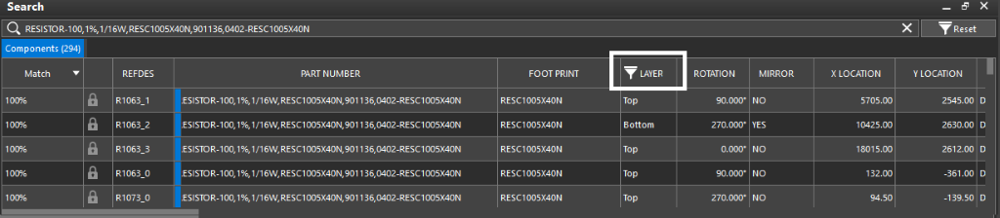 Search
RESISTOR-100,1%,1/16W,RESC1005X40N,901136,0402-RESC1005X40N Reset
Components (294)
Match REFDES PART NUMBER FOOT PRINT LAYER ROTATION MIRROR X LOCATION Y LOCATION
100% R1063_1 ESISTOR-100,1%,1/16W,RESC1005X40N,901136,0402-RESC1005X40N RESC1005X40N Top 90.000° NO 5705.00 2545.00 D
100% R1063_2 ESISTOR-100,1%,1/16W,RESC1005X40N,901136,0402-RESC1005X40N RESC1005X40N Bottom 270.000° YES 10425.00 2630.00 D
100% R1063_3 ESISTOR-100,1%,1/16W,RESC1005X40N,901136,0402-RESC1005X40N RESC1005X40N Top 0.000° NO 18015.00 2612.00 D
100% R1063_0 ESISTOR-100,1%,1/16W,RESC1005X40N,901136,0402-RESC1005X40N RESC1005X40N Top 90.000° NO 132.00 -361.00 D
100% R1073_0 ESISTOR-100,1%,1/16W,RESC1005X40N,901136,0402-RESC1005X40N RESC1005X40N Top 270.000° NO 94.50 -139.50 D